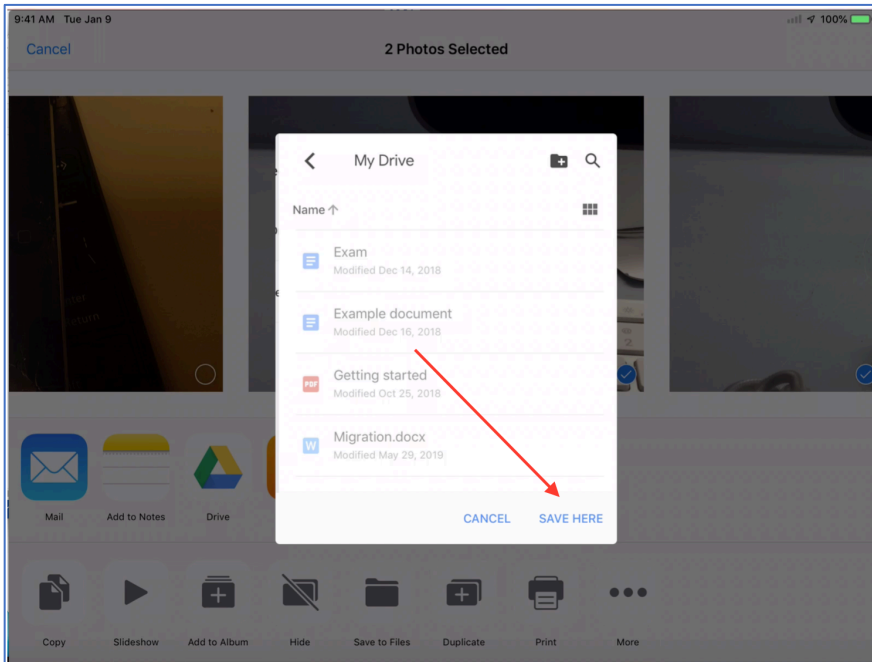 9:41 AM Tue Jan 9
100%
Cancel
2 Photos Selected
My Drive
Name
Exam
Modified Dec 14, 2018
Example document
Modified Dec 16, 2018
PDF
Getting started
Modified Oct 25, 2018
W
Migration.docx
Modified May 29, 2019
CANCEL SAVE HERE
enter
return
2
Mail Add to Notes Drive
Copy Slideshow Add to Album Hide Save to Files Duplicate Print More